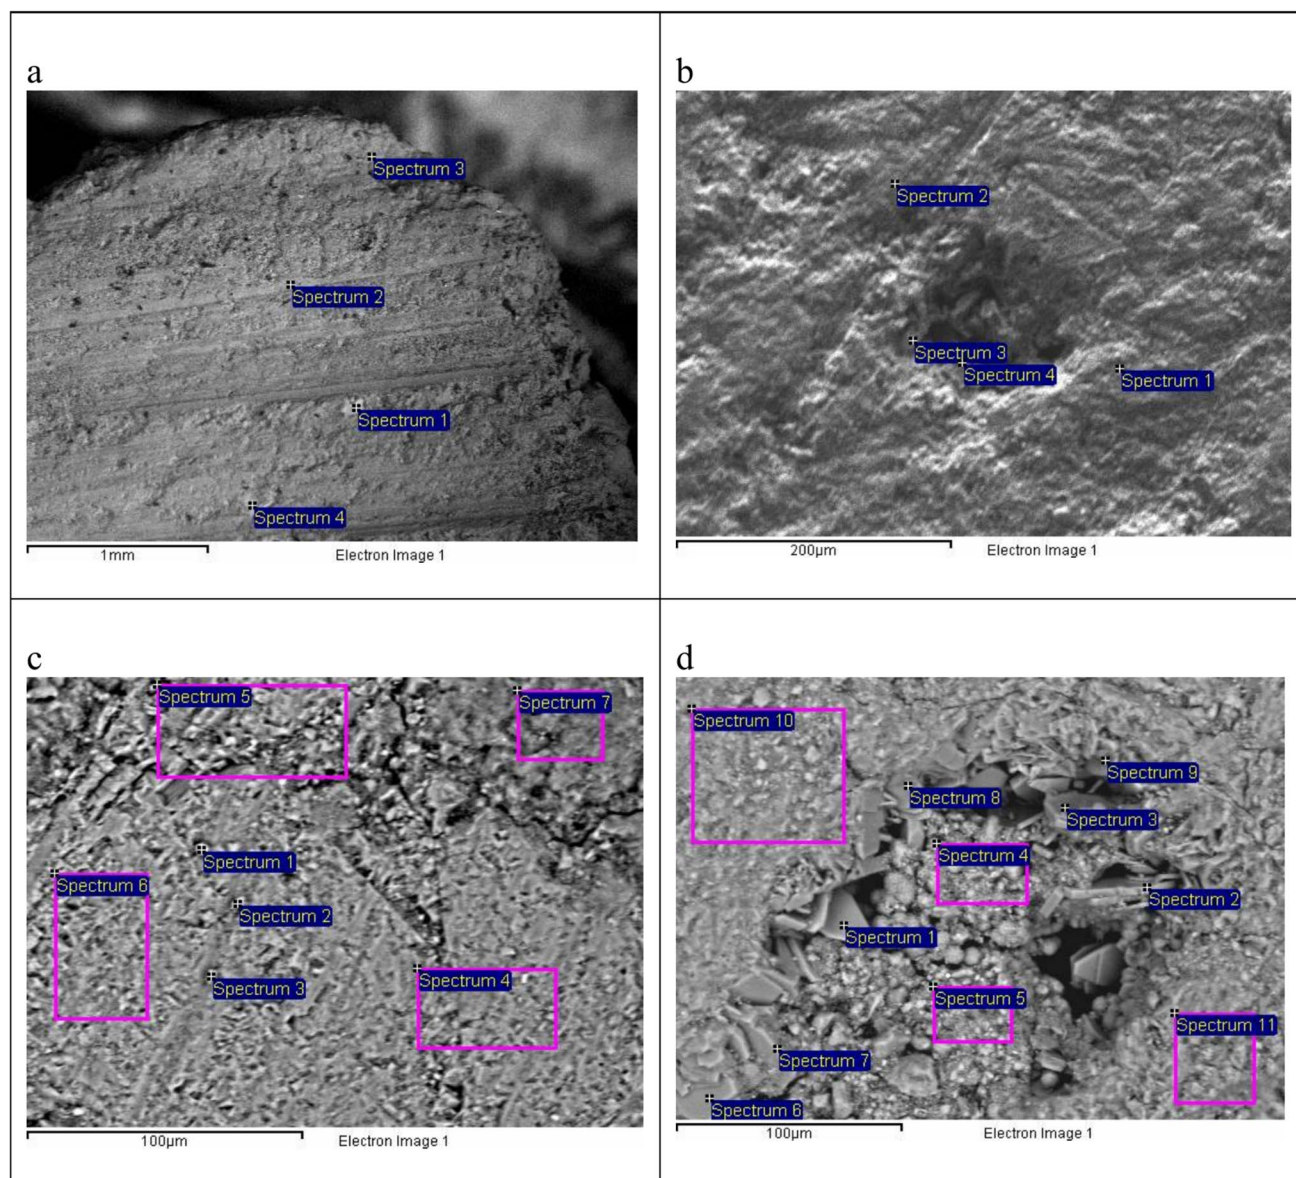 a
Spectrum 3
Spectrum 2
Spectrum 1
Spectrum 4
1mm
Electron Image 1
b
Spectrum 2
Spectrum 3
Spectrum 4
Spectrum 1
200µm
Electron Image 1
c
Spectrum 5
Spectrum 7
Spectrum 1
Spectrum 6
Spectrum 2
Spectrum 3
Spectrum 4
100µm
Electron Image 1
d
Spectrum 10
Spectrum 9
Spectrum 8
Spectrum 3
Spectrum 4
Spectrum 2
Spectrum 1
Spectrum 5
Spectrum 11
Spectrum 7
Spectrum 6
100µm
Electron Image 1